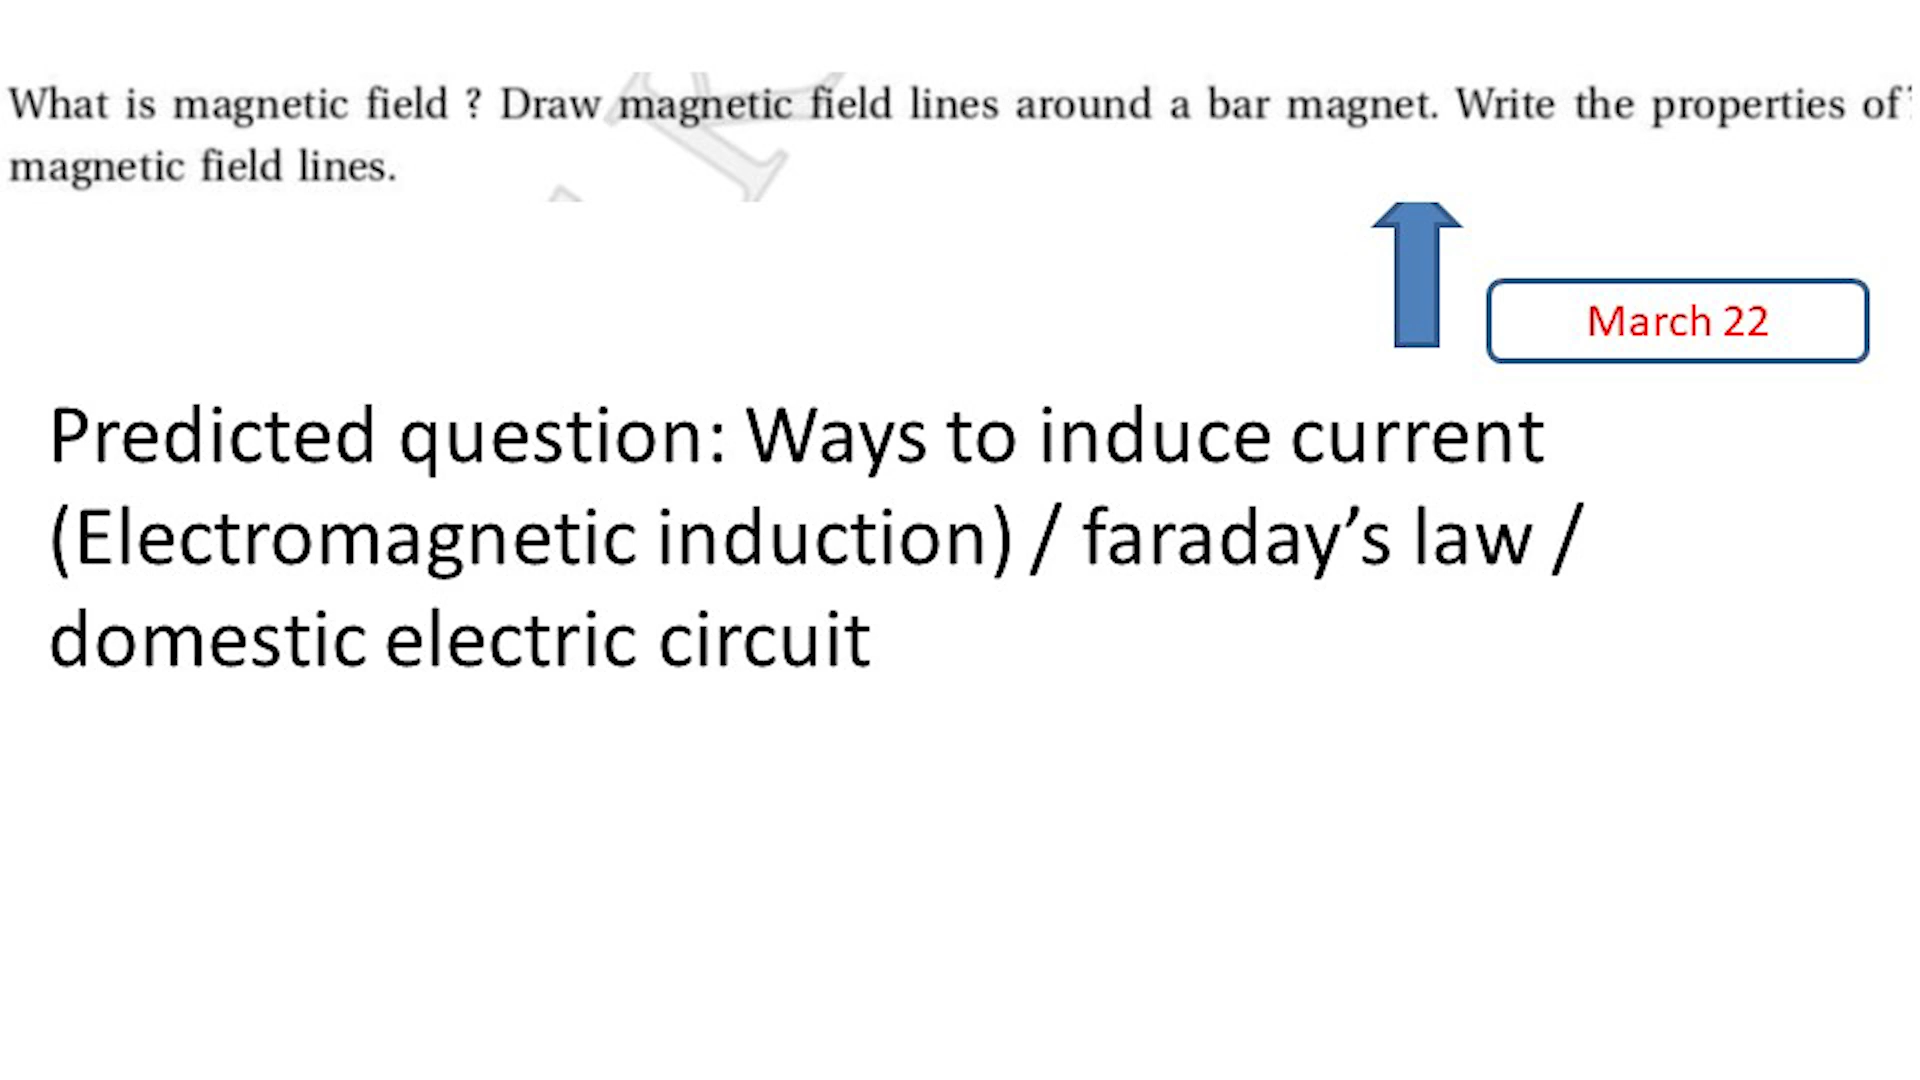 What is magnetic field ? Draw magnetic field lines around a bar magnet. Write the properties of
magnetic field lines.
March 22
Predicted question: Ways to induce current
(Electromagnetic induction) / faraday’s law /
domestic electric circuit